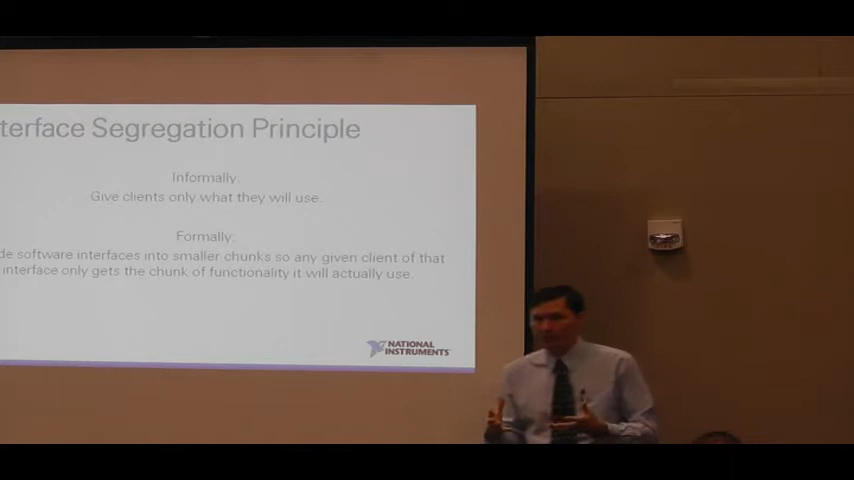 terface Segregation Principle
Informally:
Give clients only what they will use.
Formally:
de software interfaces into smaller chunks so any given client of that
interface only gets the chunk of functionality it will actually use.
NATIONAL
INSTRUMENTS